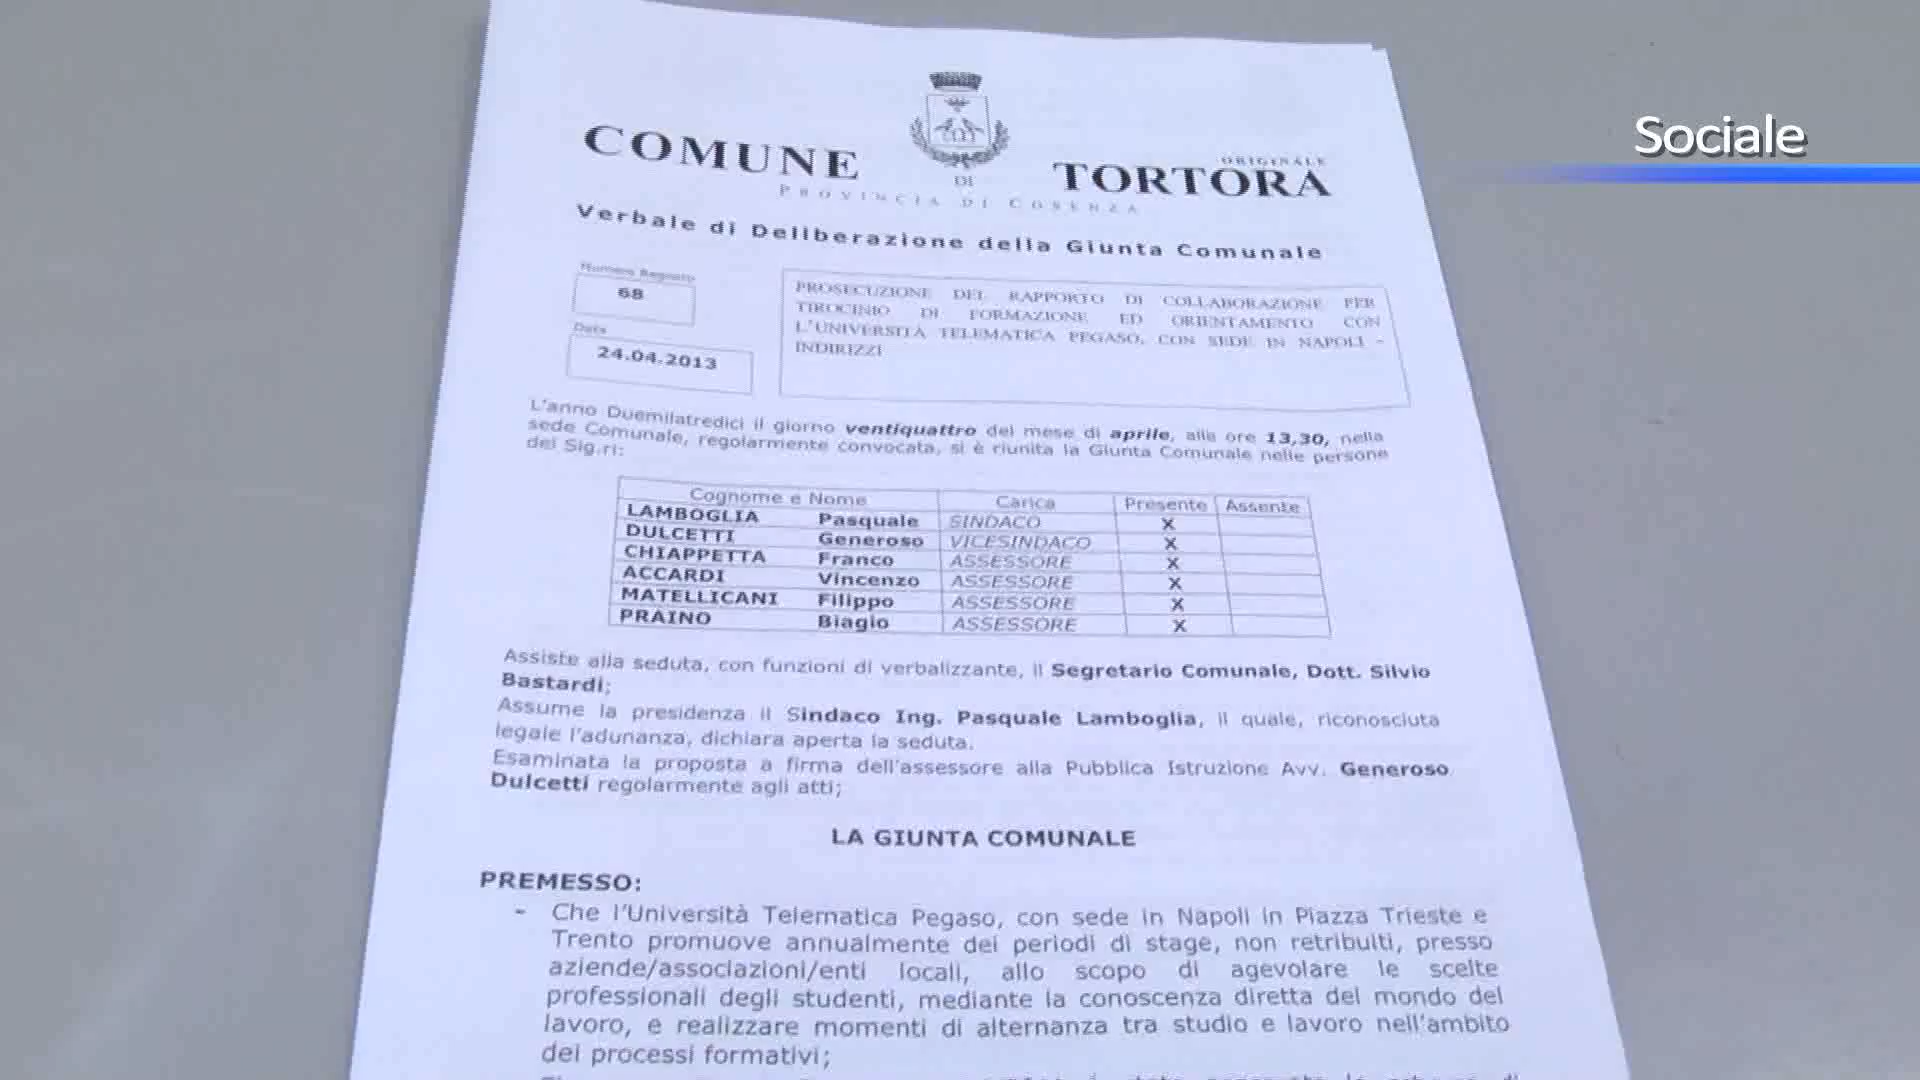 Sociale
ORIGINALE
COMUNE DI TORTORA
PROVINCIA DI COSENZA
Verbale di Deliberazione della Giunta Comunale
Numero Registro
68
Data
24.04.2013
PROSECUZIONE DEL RAPPORTO DI COLLABORAZIONE PER
TIROCINIO DI FORMAZIONE ED ORIENTAMENTO CON
L'UNIVERSITÀ TELEMATICA PEGASO, CON SEDE IN NAPOLI –
INDIRIZZI
L'anno Duemilatredici il giorno ventiquattro del mese di aprile, alle ore 13,30, nella
sede Comunale, regolarmente convocata, si è riunita la Giunta Comunale nelle persone
dei Sig.ri:
Cognome e Nome Carica Presente Assente
LAMBOGLIA Pasquale SINDACO X
DULCETTI Generoso VICESINDACO X
CHIAPPETTA Franco ASSESSORE X
ACCARDI Vincenzo ASSESSORE X
MATELLICANI Filippo ASSESSORE X
PRAINO Biagio ASSESSORE X
Assiste alla seduta, con funzioni di verbalizzante, il Segretario Comunale, Dott. Silvio
Bastardi;
Assume la presidenza il Sindaco Ing. Pasquale Lamboglia, il quale, riconosciuta
legale l'adunanza, dichiara aperta la seduta.
Esaminata la proposta a firma dell'assessore alla Pubblica Istruzione Avv. Generoso
Dulcetti regolarmente agli atti;
LA GIUNTA COMUNALE
PREMESSO:
- Che l'Università Telematica Pegaso, con sede in Napoli in Piazza Trieste e
Trento promuove annualmente dei periodi di stage, non retribuiti, presso
aziende/associazioni/enti locali, allo scopo di agevolare le scelte
professionali degli studenti, mediante la conoscenza diretta del mondo del
lavoro, e realizzare momenti di alternanza tra studio e lavoro nell'ambito
dei processi formativi;